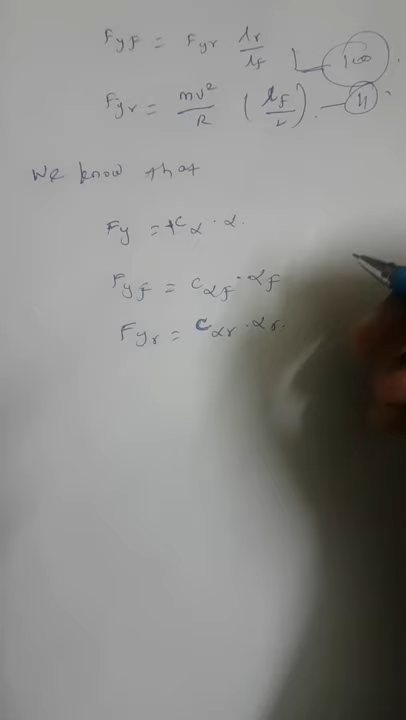 Fyf = Fyr lr/lf
Fyr = mv²/R (lf/L). — 11
We know that
Fy = +Cα · α.
Fyf = Cαf · αf
Fyr = Cαr · αr.